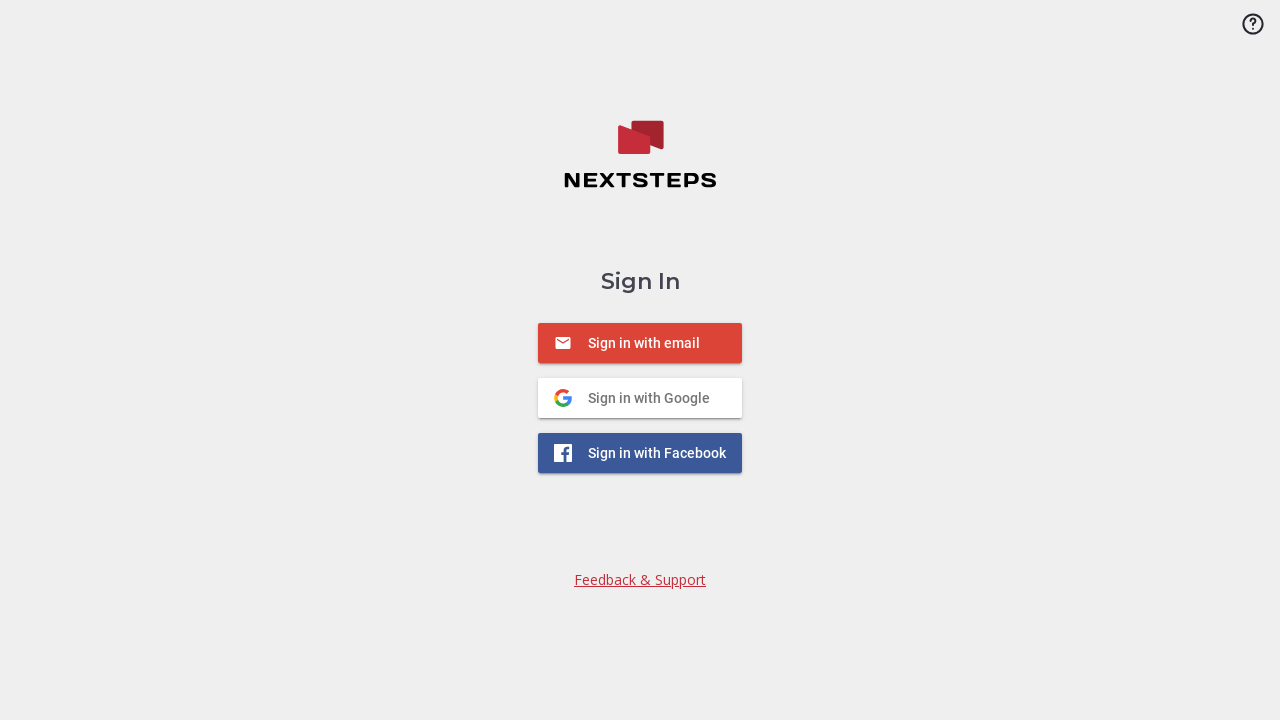 NEXTSTEPS
Sign In
Sign in with email
Sign in with Google
Sign in with Facebook
Feedback & Support